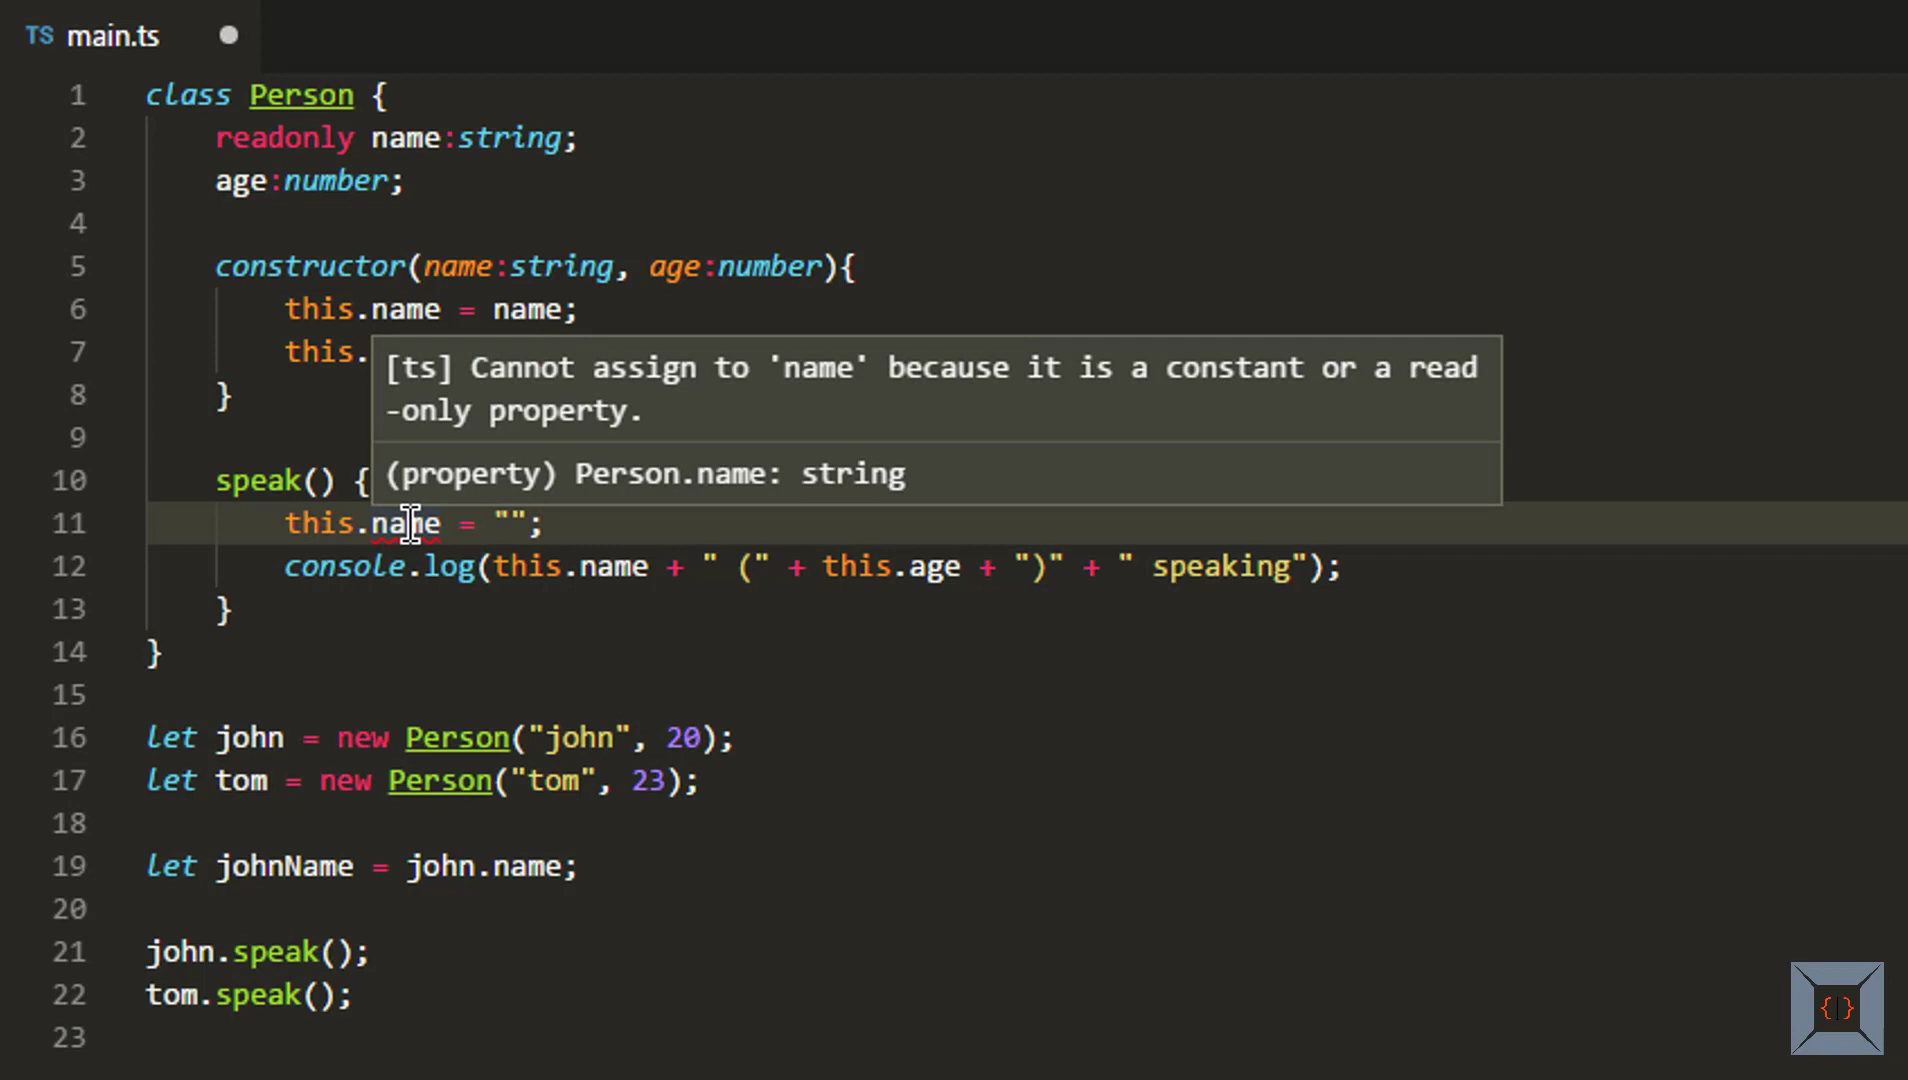 TS main.ts
1 class Person {
2 readonly name:string;
3 age:number;
4
5 constructor(name:string, age:number){
6 this.name = name;
7 this.
[ts] Cannot assign to 'name' because it is a constant or a read
-only property.
8 }
9
(property) Person.name: string
10 speak() {
11 this.name = "";
12 console.log(this.name + " (" + this.age + ")" + " speaking");
13 }
14 }
15
16 let john = new Person("john", 20);
17 let tom = new Person("tom", 23);
18
19 let johnName = john.name;
20
21 john.speak();
22 tom.speak();
23
{|}